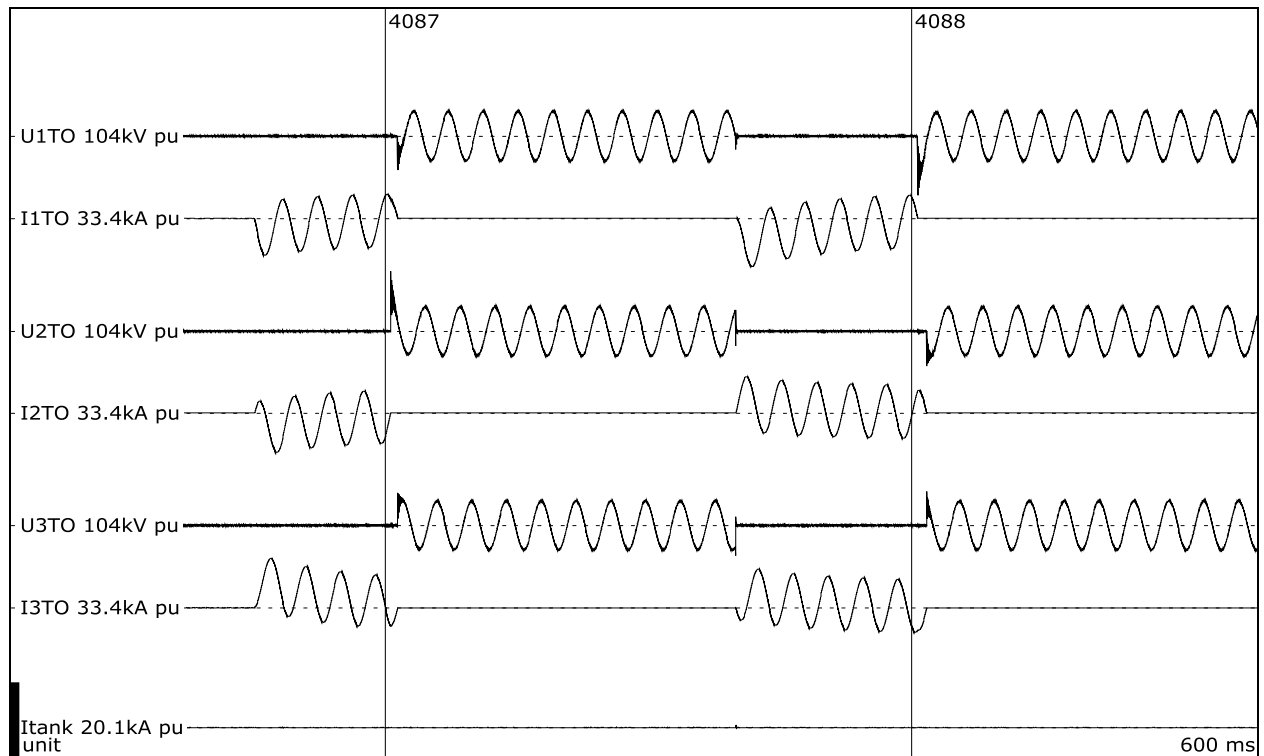 4087
4088
U1TO 104kV pu
I1TO 33.4kA pu
U2TO 104kV pu
I2TO 33.4kA pu
U3TO 104kV pu
I3TO 33.4kA pu
Itank 20.1kA pu
unit
600 ms